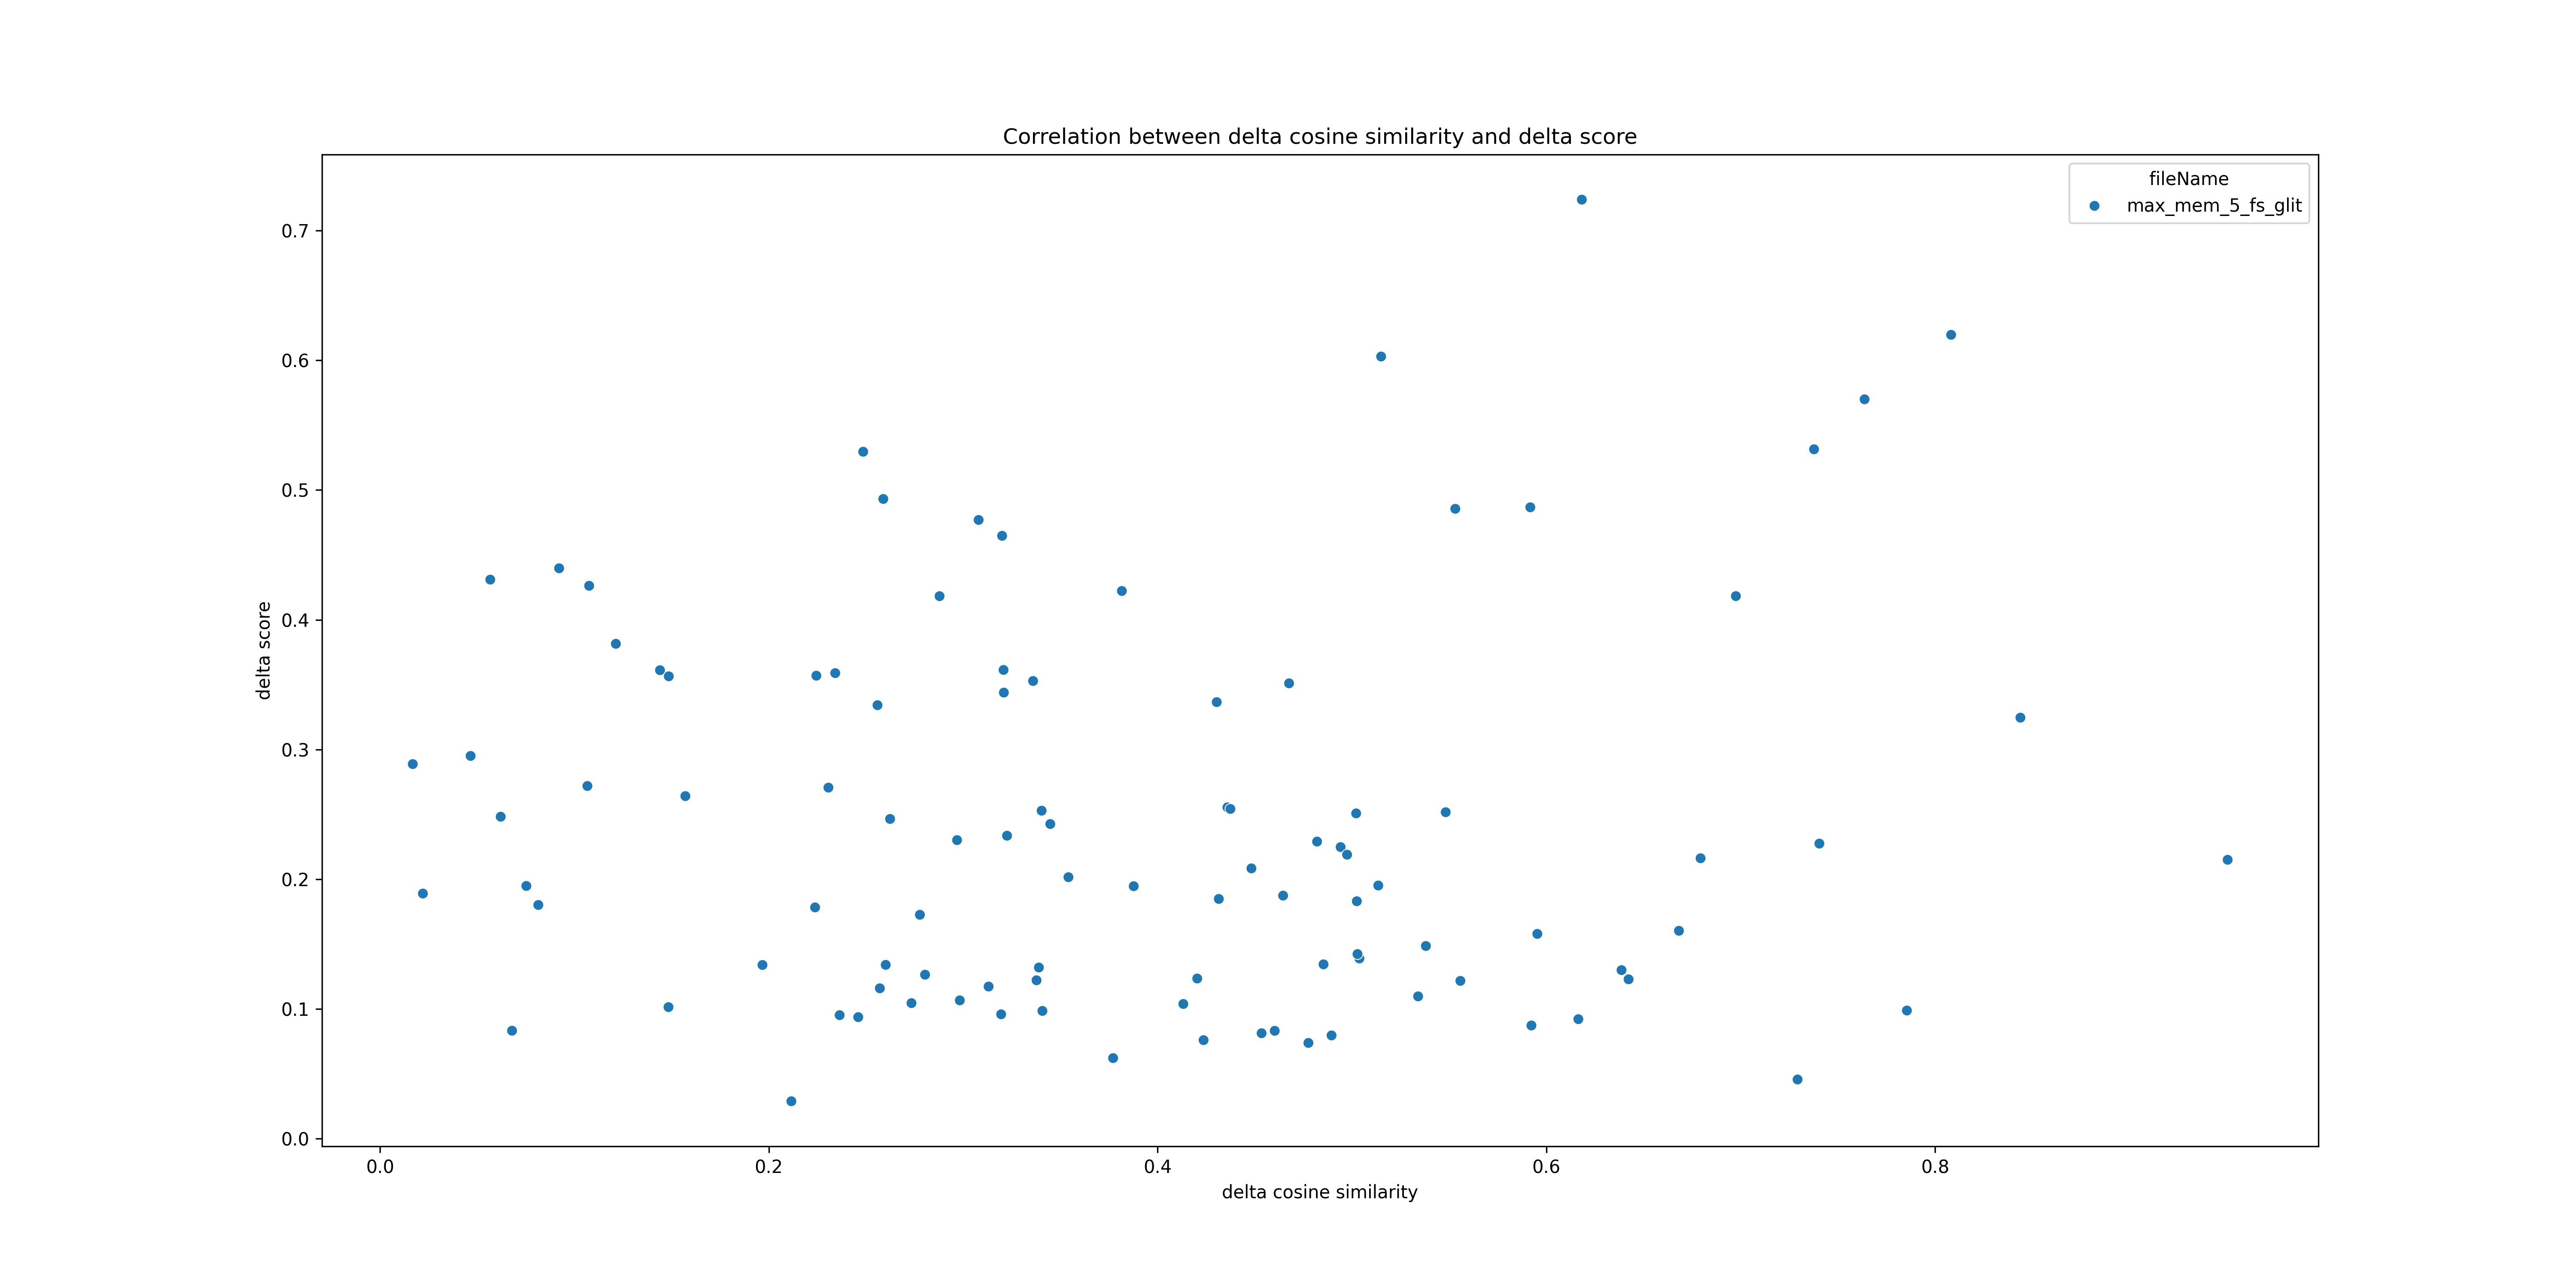 Correlation between delta cosine similarity and delta score
fileName
max_mem_5_fs_glit
0.7
0.6
0.5
0.4
0.3
0.2
0.1
0.0
delta score
0.0 0.2 0.4 0.6 0.8
delta cosine similarity